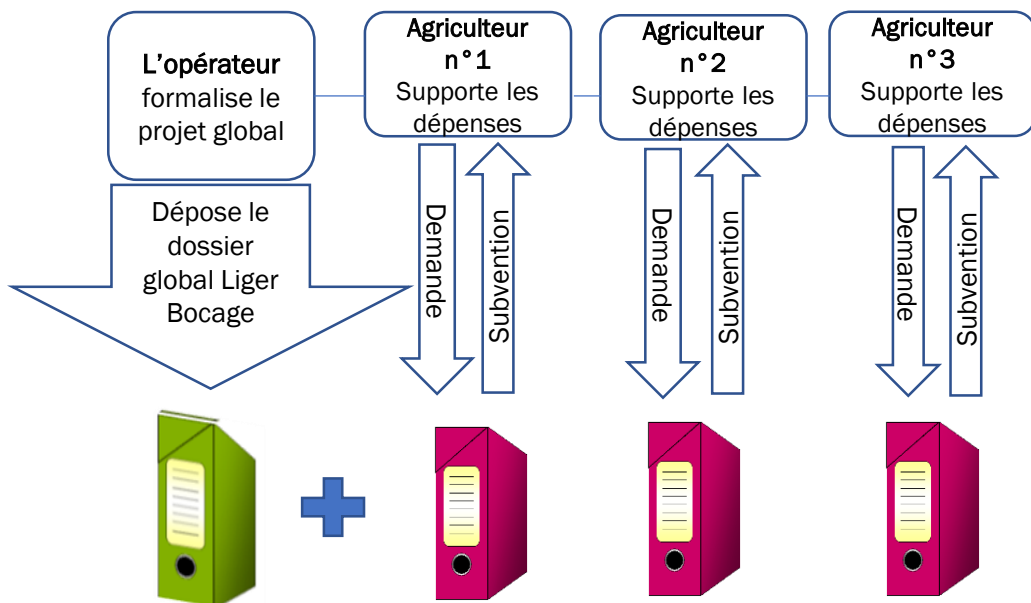 L'opérateur
formalise le
projet global
Agriculteur
n°1
Supporte les
dépenses
Agriculteur
n°2
Supporte les
dépenses
Agriculteur
n°3
Supporte les
dépenses
Dépose le
dossier
global Liger
Bocage
Demande
Subvention
Demande
Subvention
Demande
Subvention